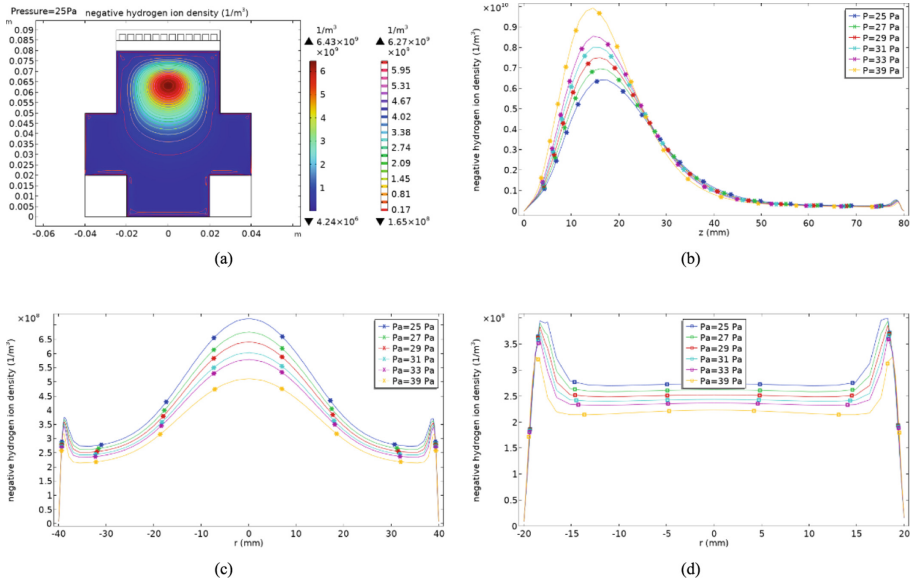 Pressure=25Pa negative hydrogen ion density (1/m³)
m
1/m³
1/m³
0.09
0.085
0.08
0.075
0.07
0.065
0.06
0.055
0.05
0.045
0.04
0.035
0.03
0.025
0.02
0.015
0.01
0.005
0
-0.06 -0.04 -0.02 0 0.02 0.04 m
▲ 6.43×10⁹
×10⁹
6
5
4
3
2
1
▼ 4.24×10⁶
▲ 6.27×10⁹
×10⁹
5.95
5.31
4.67
4.02
3.38
2.74
2.09
1.45
0.81
0.17
▼ 1.65×10⁸
(a)
×10¹⁰
negative hydrogen ion density (1/m³)
1
0.9
0.8
0.7
0.6
0.5
0.4
0.3
0.2
0.1
0
0 10 20 30 40 50 60 70 80
z (mm)
P=25 Pa
P=27 Pa
P=29 Pa
P=31 Pa
P=33 Pa
P=39 Pa
(b)
×10⁸
negative hydrogen ion density (1/m³)
7
6.5
6
5.5
5
4.5
4
3.5
3
2.5
2
1.5
1
0.5
0
-40 -30 -20 -10 0 10 20 30 40
r (mm)
Pa=25 Pa
Pa=27 Pa
Pa=29 Pa
Pa=31 Pa
Pa=33 Pa
Pa=39 Pa
(c)
×10⁸
negative hydrogen ion density (1/m³)
3.5
3
2.5
2
1.5
1
0.5
0
-20 -15 -10 -5 0 5 10 15 20
r (mm)
Pa=25 Pa
Pa=27 Pa
Pa=29 Pa
Pa=31 Pa
Pa=33 Pa
Pa=39 Pa
(d)